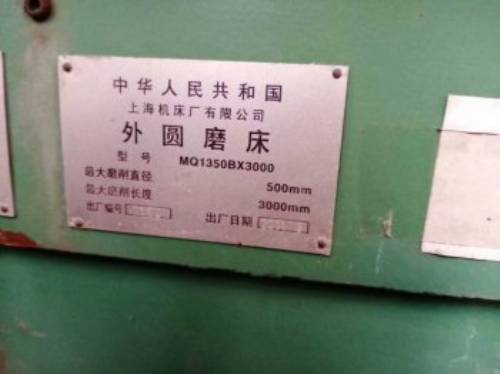 中华人民共和国
上海机床厂有限公司
外圆磨床
型号 MQ1350BX3000
最大磨削直径 500mm
最大磨削长度 3000mm
出厂编号 出厂日期